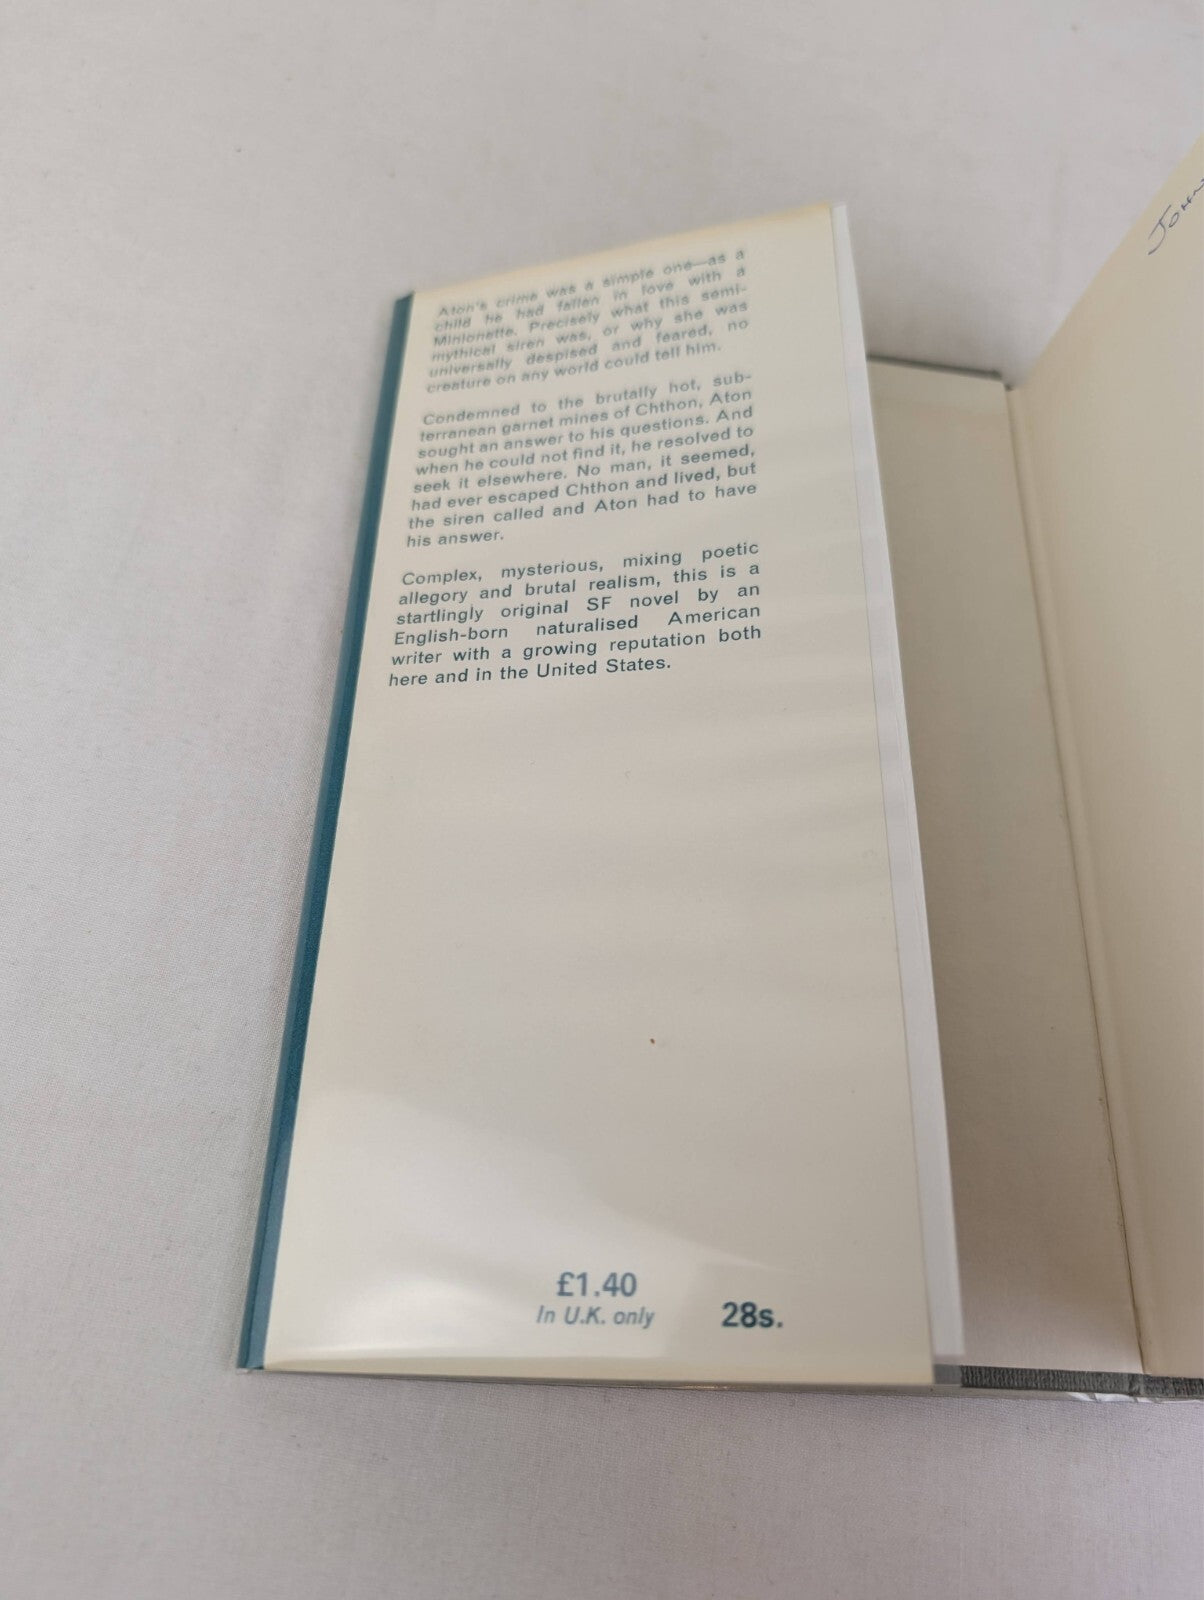 Aton's crime was a simple one—as a
child he had fallen in love with a
Minionette. Precisely what this semi-
mythical siren was, or why she was
universally despised and feared, no
creature on any world could tell him.
Condemned to the brutally hot, sub-
terranean garnet mines of Chthon, Aton
sought an answer to his questions. And
when he could not find it, he resolved to
seek it elsewhere. No man, it seemed,
had ever escaped Chthon and lived, but
the siren called and Aton had to have
his answer.
Complex, mysterious, mixing poetic
allegory and brutal realism, this is a
startlingly original SF novel by an
English-born naturalised American
writer with a growing reputation both
here and in the United States.
£1.40
In U.K. only
28s.
JOHN